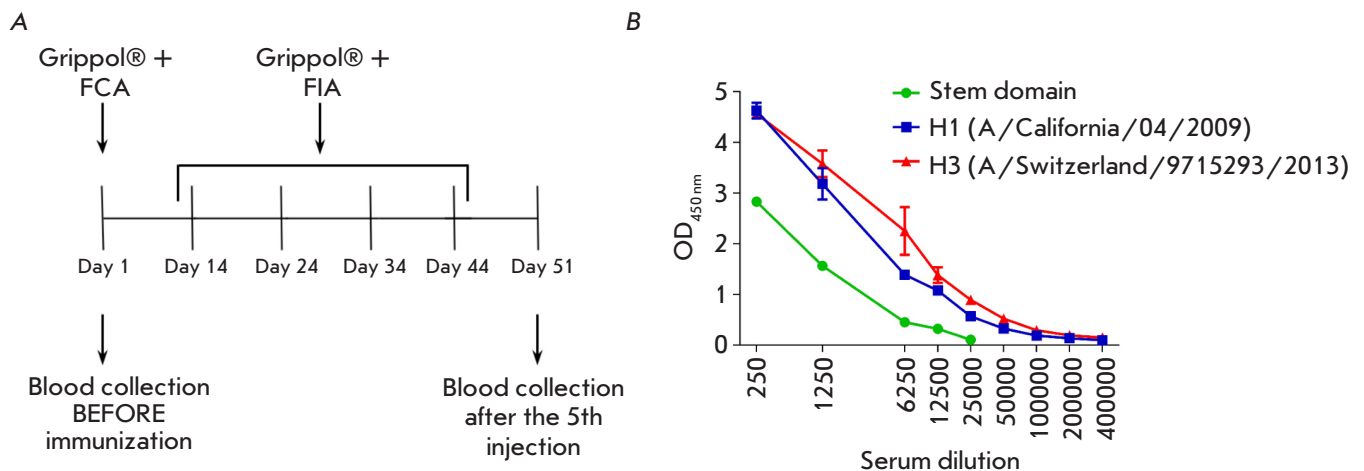 A
Grippol® +
FCA
Grippol® +
FIA
Day 1
Day 14
Day 24
Day 34
Day 44
Day 51
Blood collection
BEFORE
immunization
Blood collection
after the 5th
injection
B
Stem domain
H1 (A/California/04/2009)
H3 (A/Switzerland/9715293/2013)
OD450 nm
5
4
3
2
1
0
250
1250
6250
12500
25000
50000
100000
200000
400000
Serum dilution